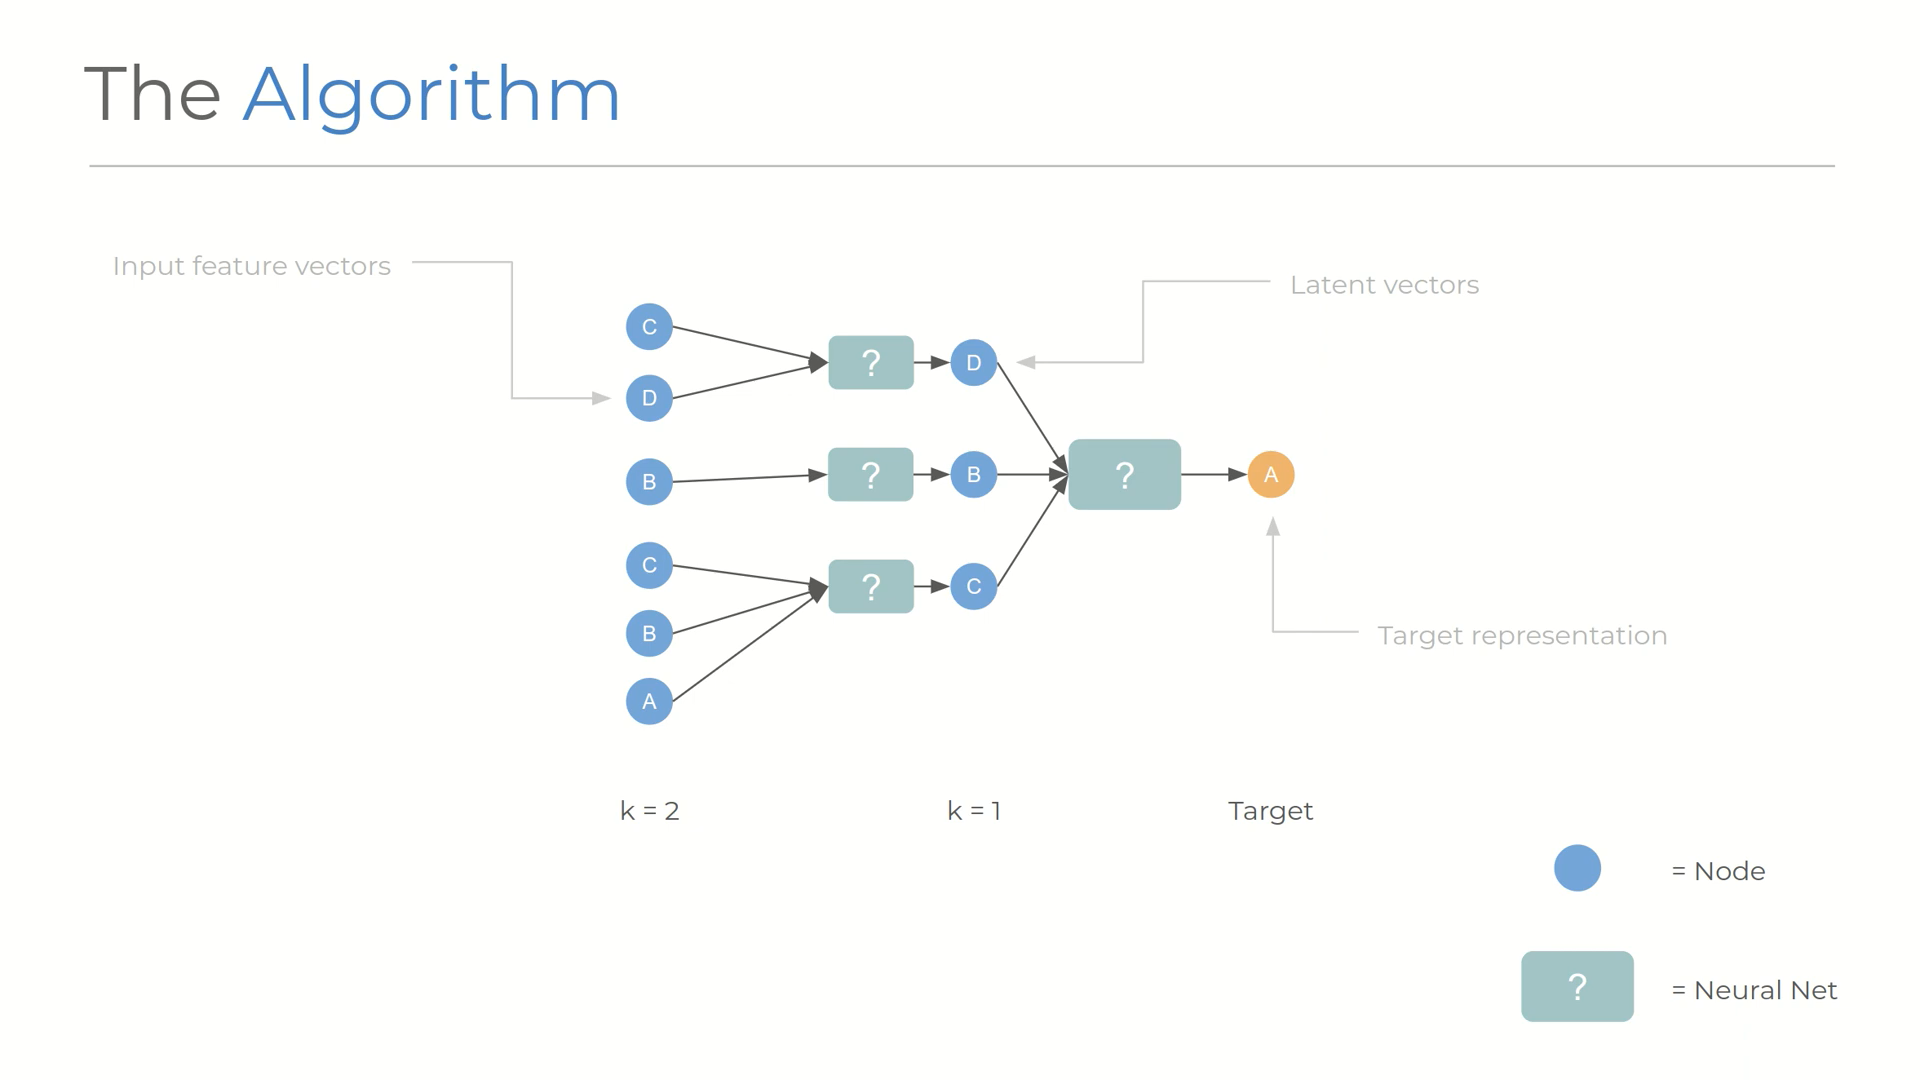 The Algorithm
Input feature vectors
Latent vectors
C
? D
D
B ? B ? A
C ? C
B
A
Target representation
k = 2 k = 1 Target
= Node
? = Neural Net